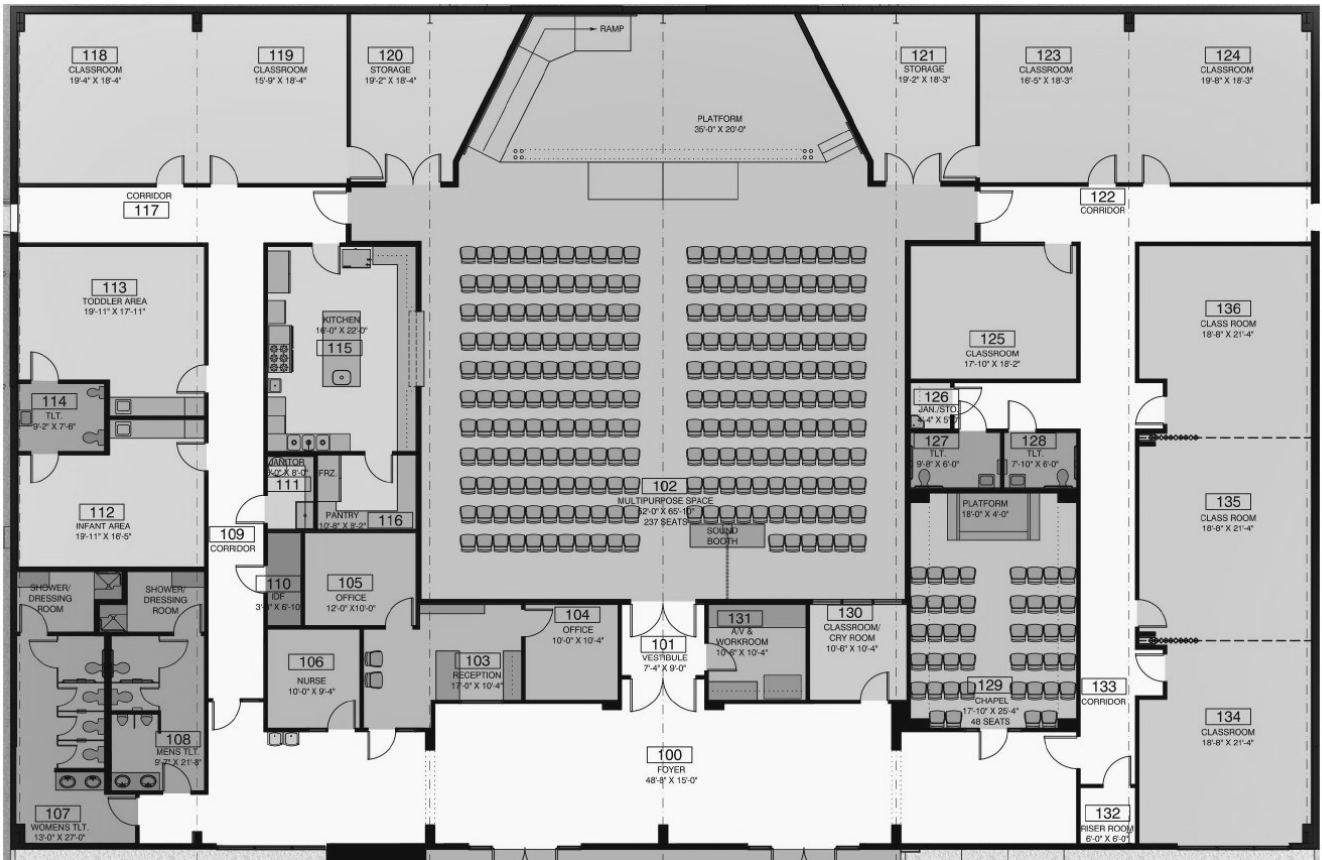 118
CLASSROOM
19'-4" X 18'-4"
119
CLASSROOM
15'-9" X 18'-4"
120
STORAGE
19'-2" X 18'-4"
RAMP
PLATFORM
35'-0" X 20'-0"
121
STORAGE
19'-2" X 18'-3"
123
CLASSROOM
16'-5" X 18'-3"
124
CLASSROOM
19'-8" X 18'-3"
CORRIDOR
117
122
CORRIDOR
113
TODDLER AREA
19'-11" X 17'-11"
KITCHEN
16'-0" X 22'-0"
115
125
CLASSROOM
17'-10" X 18'-2"
136
CLASS ROOM
18'-8" X 21'-4"
114
TLT.
9'-2" X 7'-6"
126
JAN./STO.
127
TLT.
9'-8" X 6'-0"
128
TLT.
7'-10" X 6'-0"
JANITOR
111
FRZ.
PANTRY
116
10'-8" X 8'-2"
102
MULTIPURPOSE SPACE
62'-0" X 65'-10"
237 SEATS
SOUND
BOOTH
PLATFORM
18'-0" X 4'-0"
135
CLASS ROOM
18'-8" X 21'-4"
112
INFANT AREA
19'-11" X 16'-5"
109
CORRIDOR
110
IDF
105
OFFICE
12'-0" X10'-0"
SHOWER/
DRESSING
ROOM
SHOWER/
DRESSING
ROOM
104
OFFICE
10'-0" X 10'-4"
101
VESTIBULE
7'-4" X 9'-0"
131
A/V &
WORKROOM
10'-6" X 10'-4"
130
CLASSROOM/
CRY ROOM
10'-6" X 10'-4"
106
NURSE
10'-0" X 9'-4"
103
RECEPTION
17'-0" X 10'-4"
129
CHAPEL
17'-10" X 25'-4"
48 SEATS
133
CORRIDOR
134
CLASSROOM
18'-8" X 21'-4"
108
MENS TLT.
9'-7" X 21'-8"
100
FOYER
48'-8" X 15'-0"
107
WOMENS TLT.
13'-0" X 27'-0"
132
RISER ROOM
6'-0" X 6'-0"